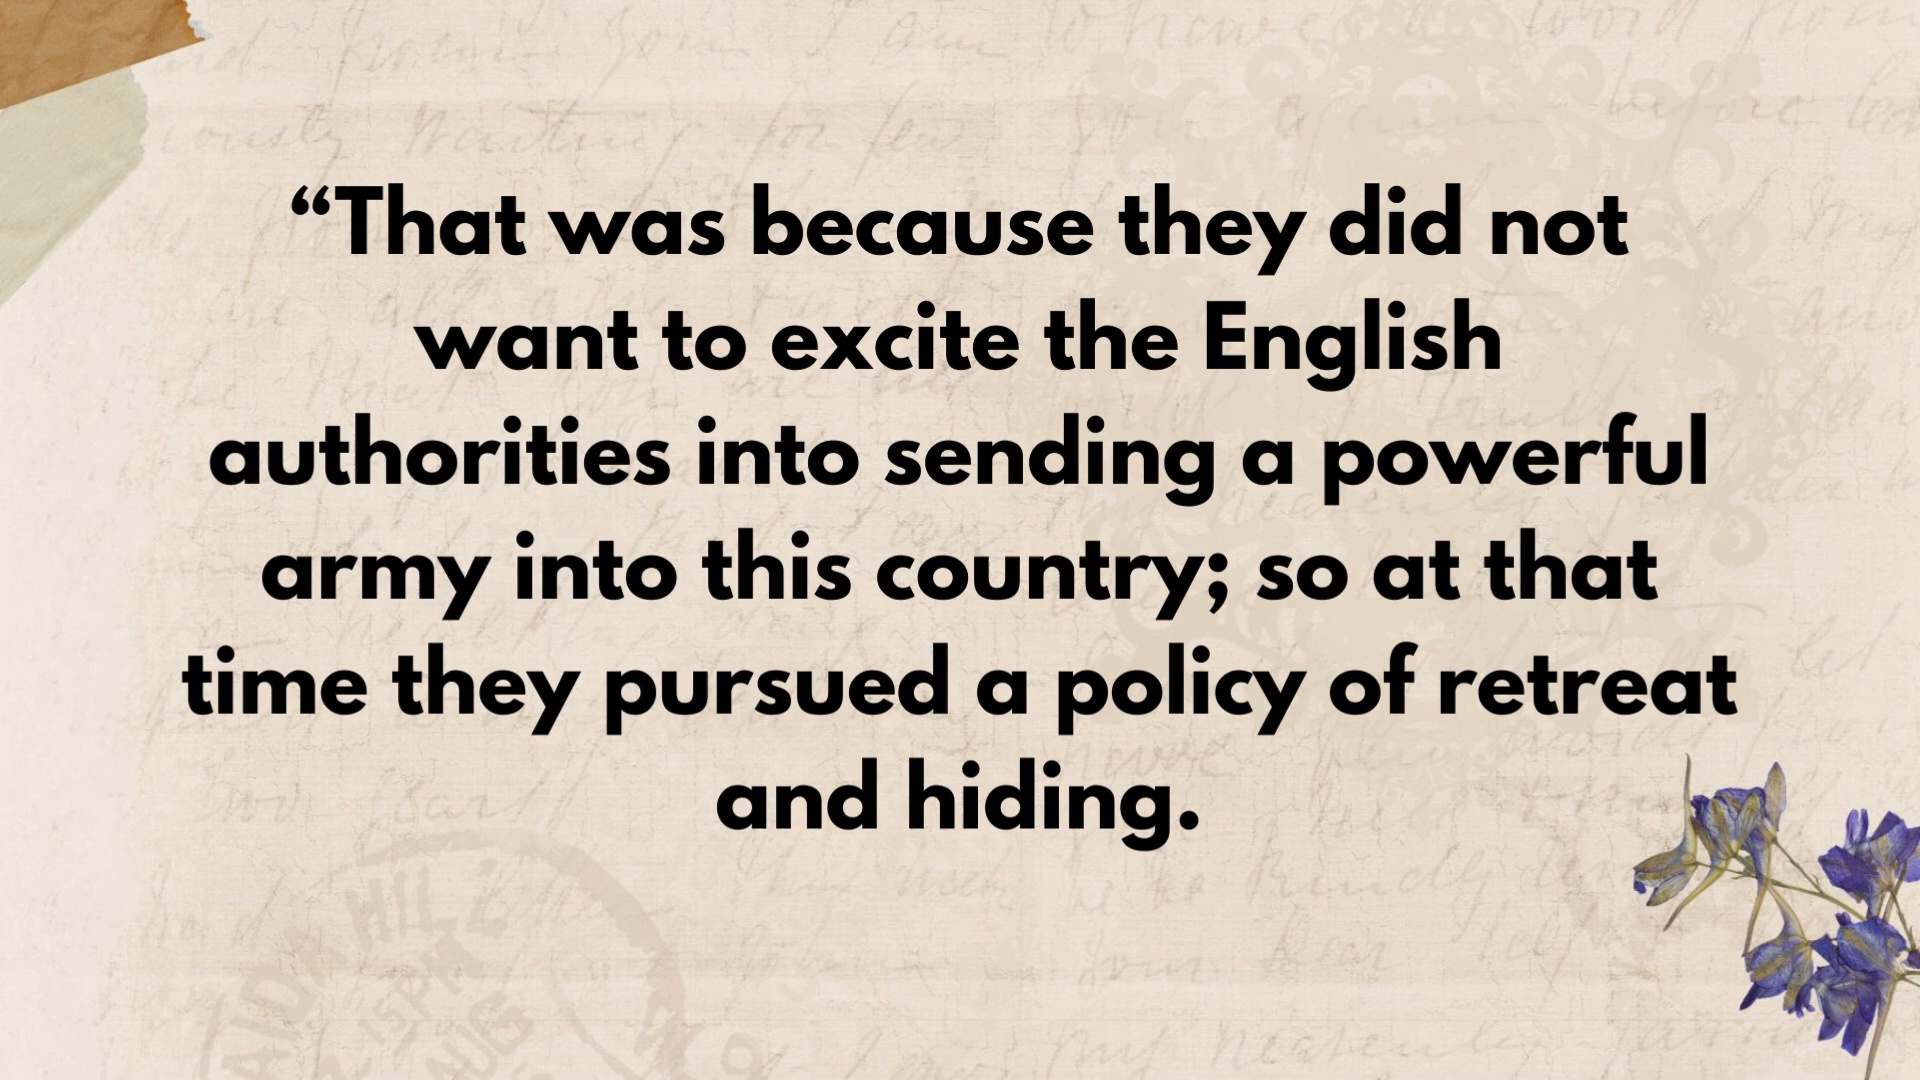 “That was because they did not
want to excite the English
authorities into sending a powerful
army into this country; so at that
time they pursued a policy of retreat
and hiding.